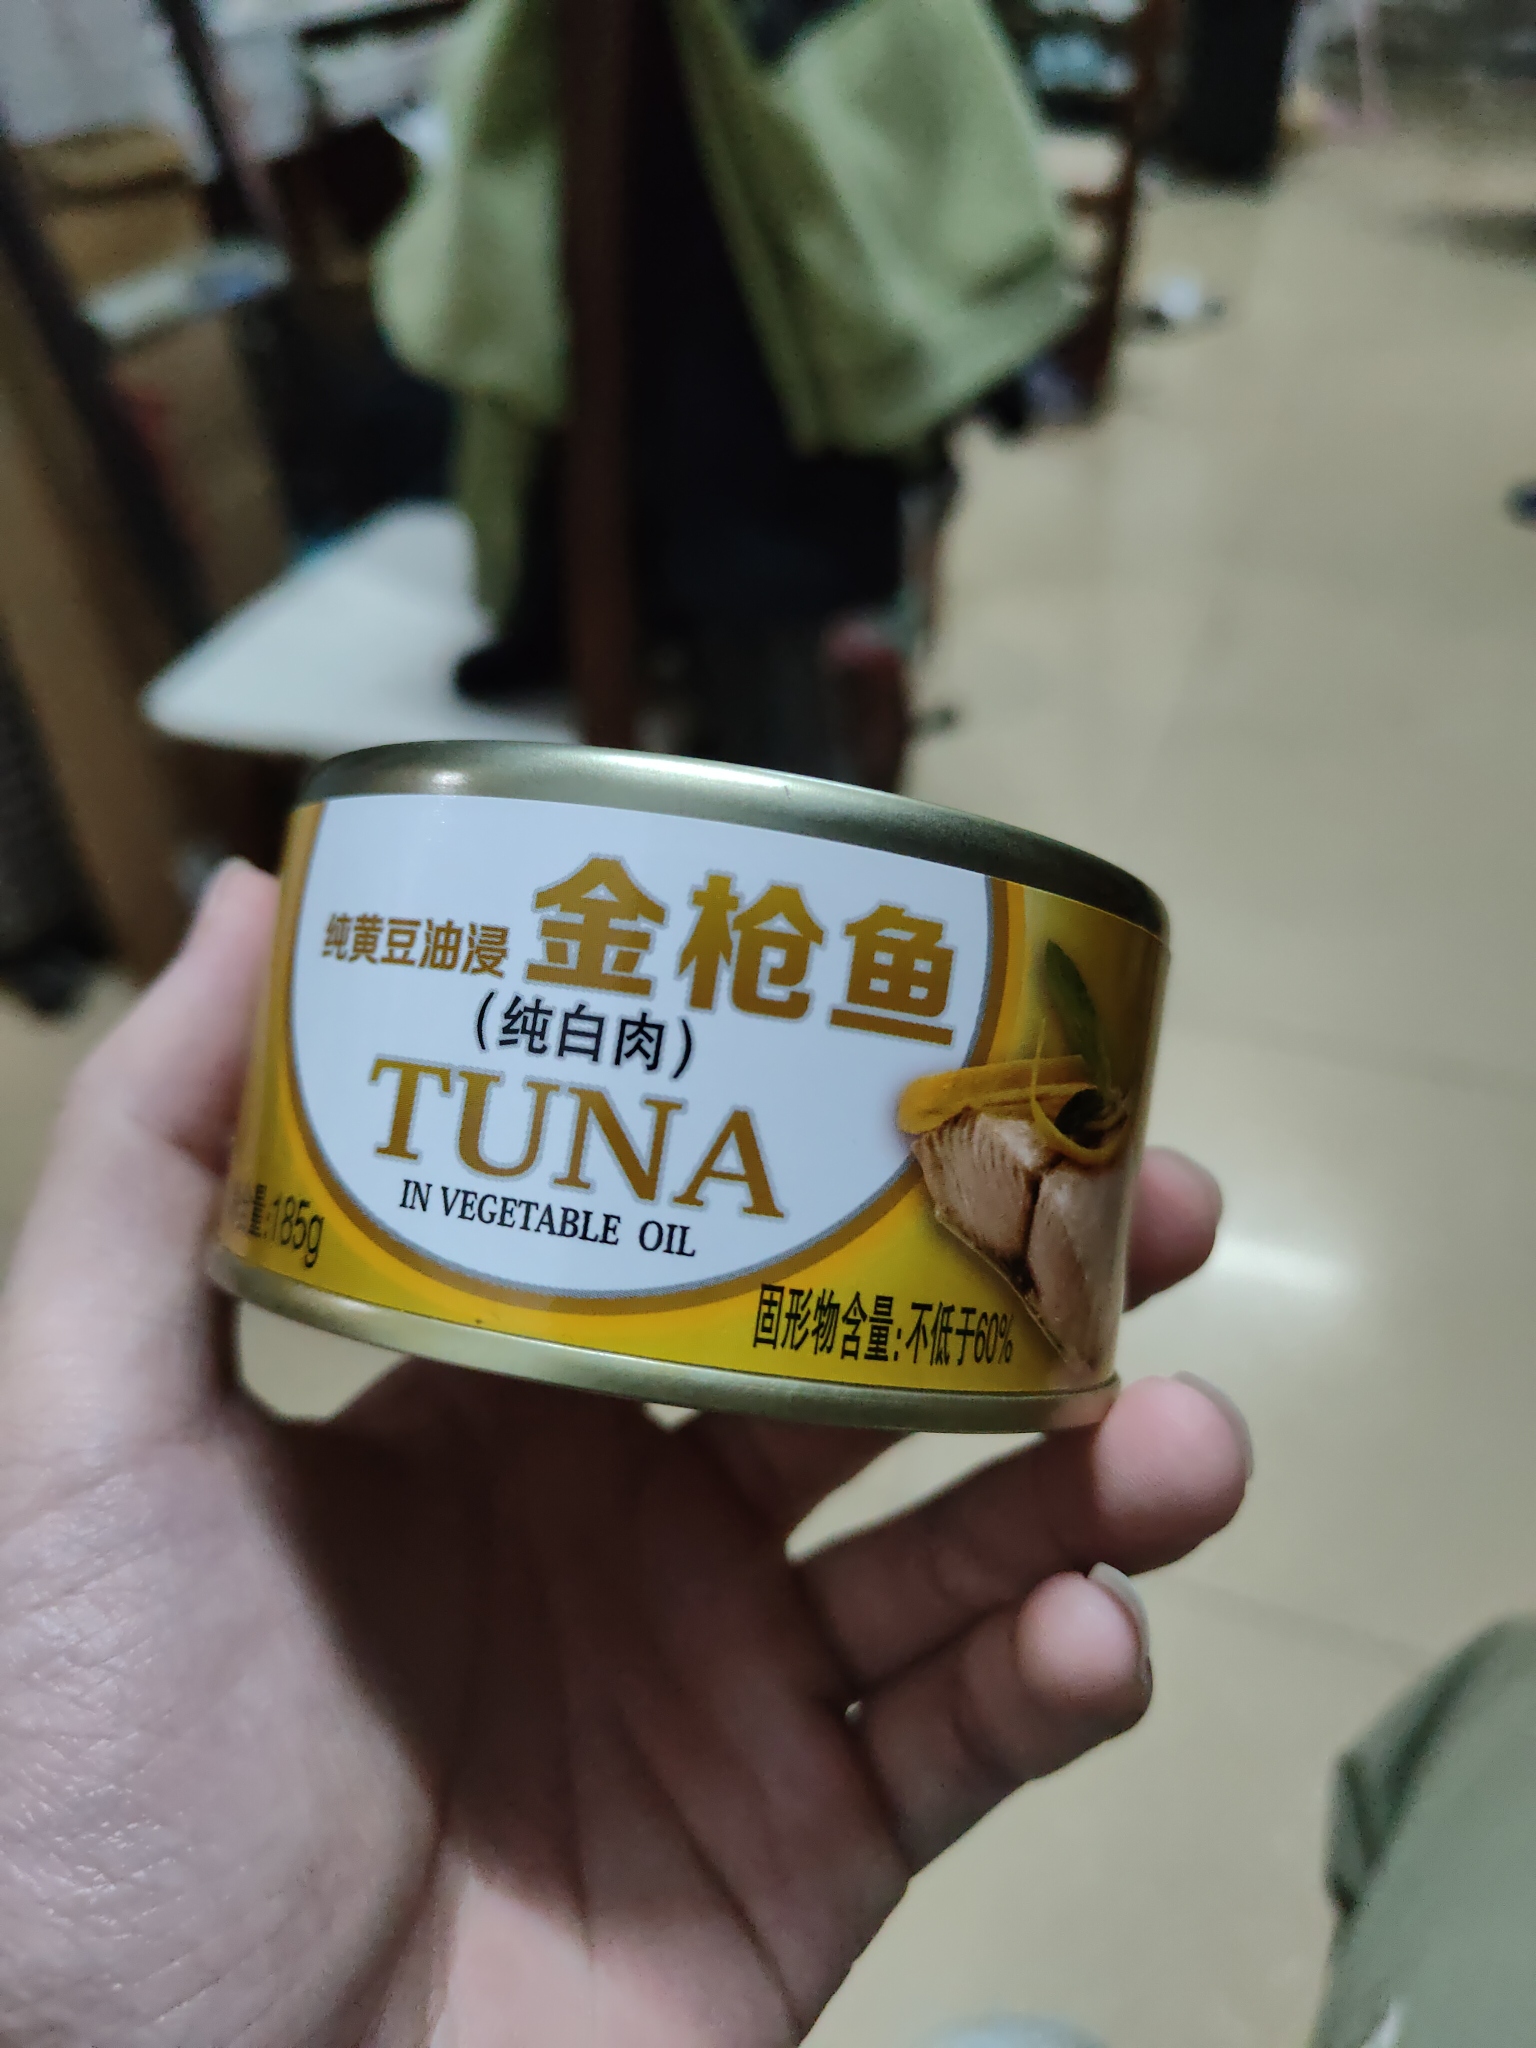 纯黄豆油浸 金枪鱼
(纯白肉)
TUNA
IN VEGETABLE OIL
量:185g
固形物含量:不低于60%